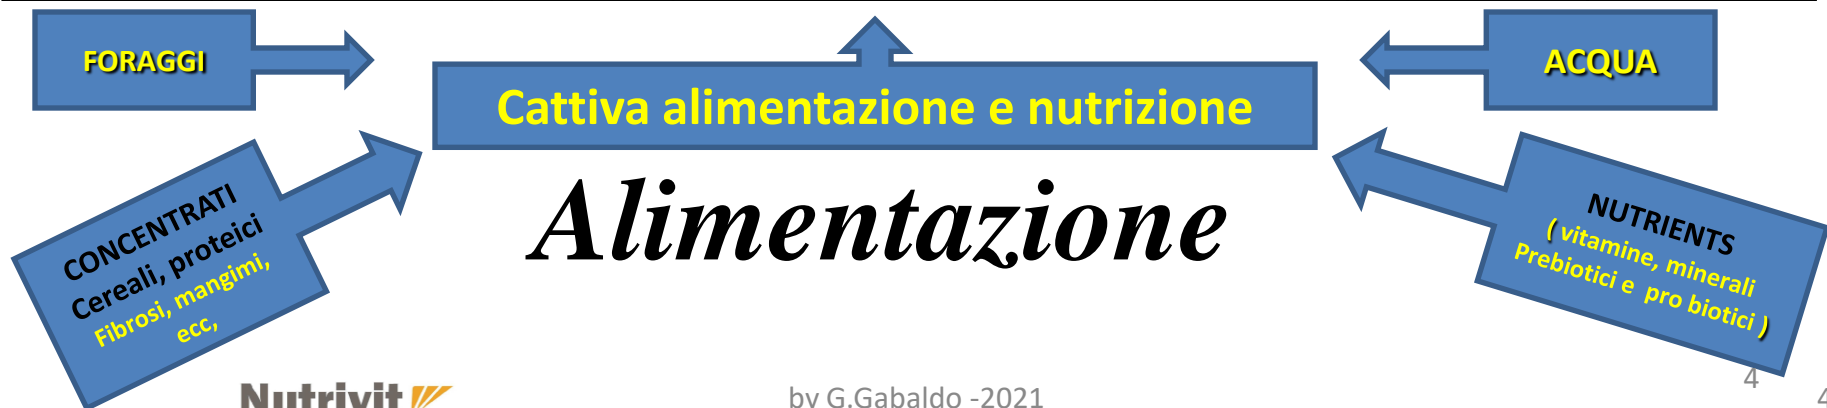 FORAGGI
ACQUA
Cattiva alimentazione e nutrizione
CONCENTRATI
Cereali, proteici
Fibrosi, mangimi,
ecc,
Alimentazione
NUTRIENTS
( vitamine, minerali
Prebiotici e pro biotici )
Nutrivit
by G.Gabaldo -2021
4
4